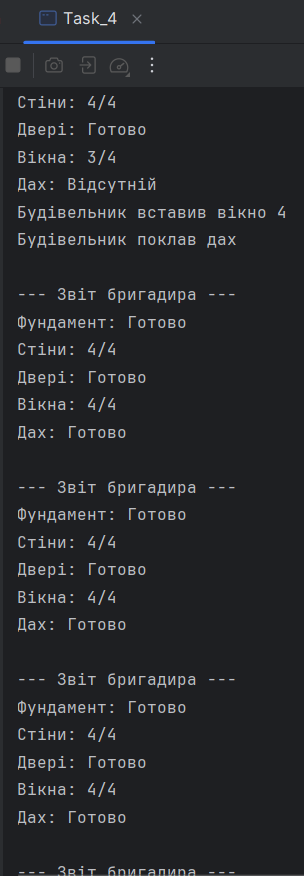 Task_4
Стіни: 4/4
Двері: Готово
Вікна: 3/4
Дах: Відсутній
Будівельник вставив вікно 4
Будівельник поклав дах
--- Звіт бригадира ---
Фундамент: Готово
Стіни: 4/4
Двері: Готово
Вікна: 4/4
Дах: Готово
--- Звіт бригадира ---
Фундамент: Готово
Стіни: 4/4
Двері: Готово
Вікна: 4/4
Дах: Готово
--- Звіт бригадира ---
Фундамент: Готово
Стіни: 4/4
Двері: Готово
Вікна: 4/4
Дах: Готово
--- Звіт бригадира ---